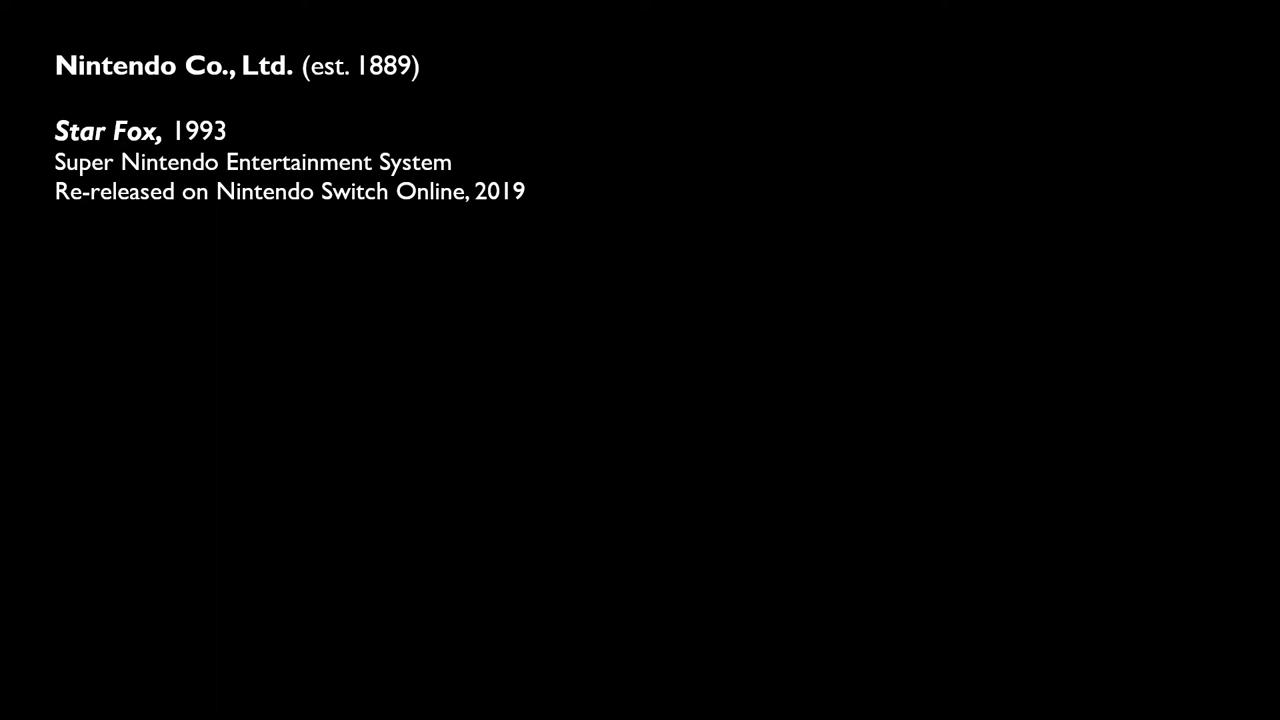 Nintendo Co., Ltd. (est. 1889)
Star Fox, 1993
Super Nintendo Entertainment System
Re-released on Nintendo Switch Online, 2019